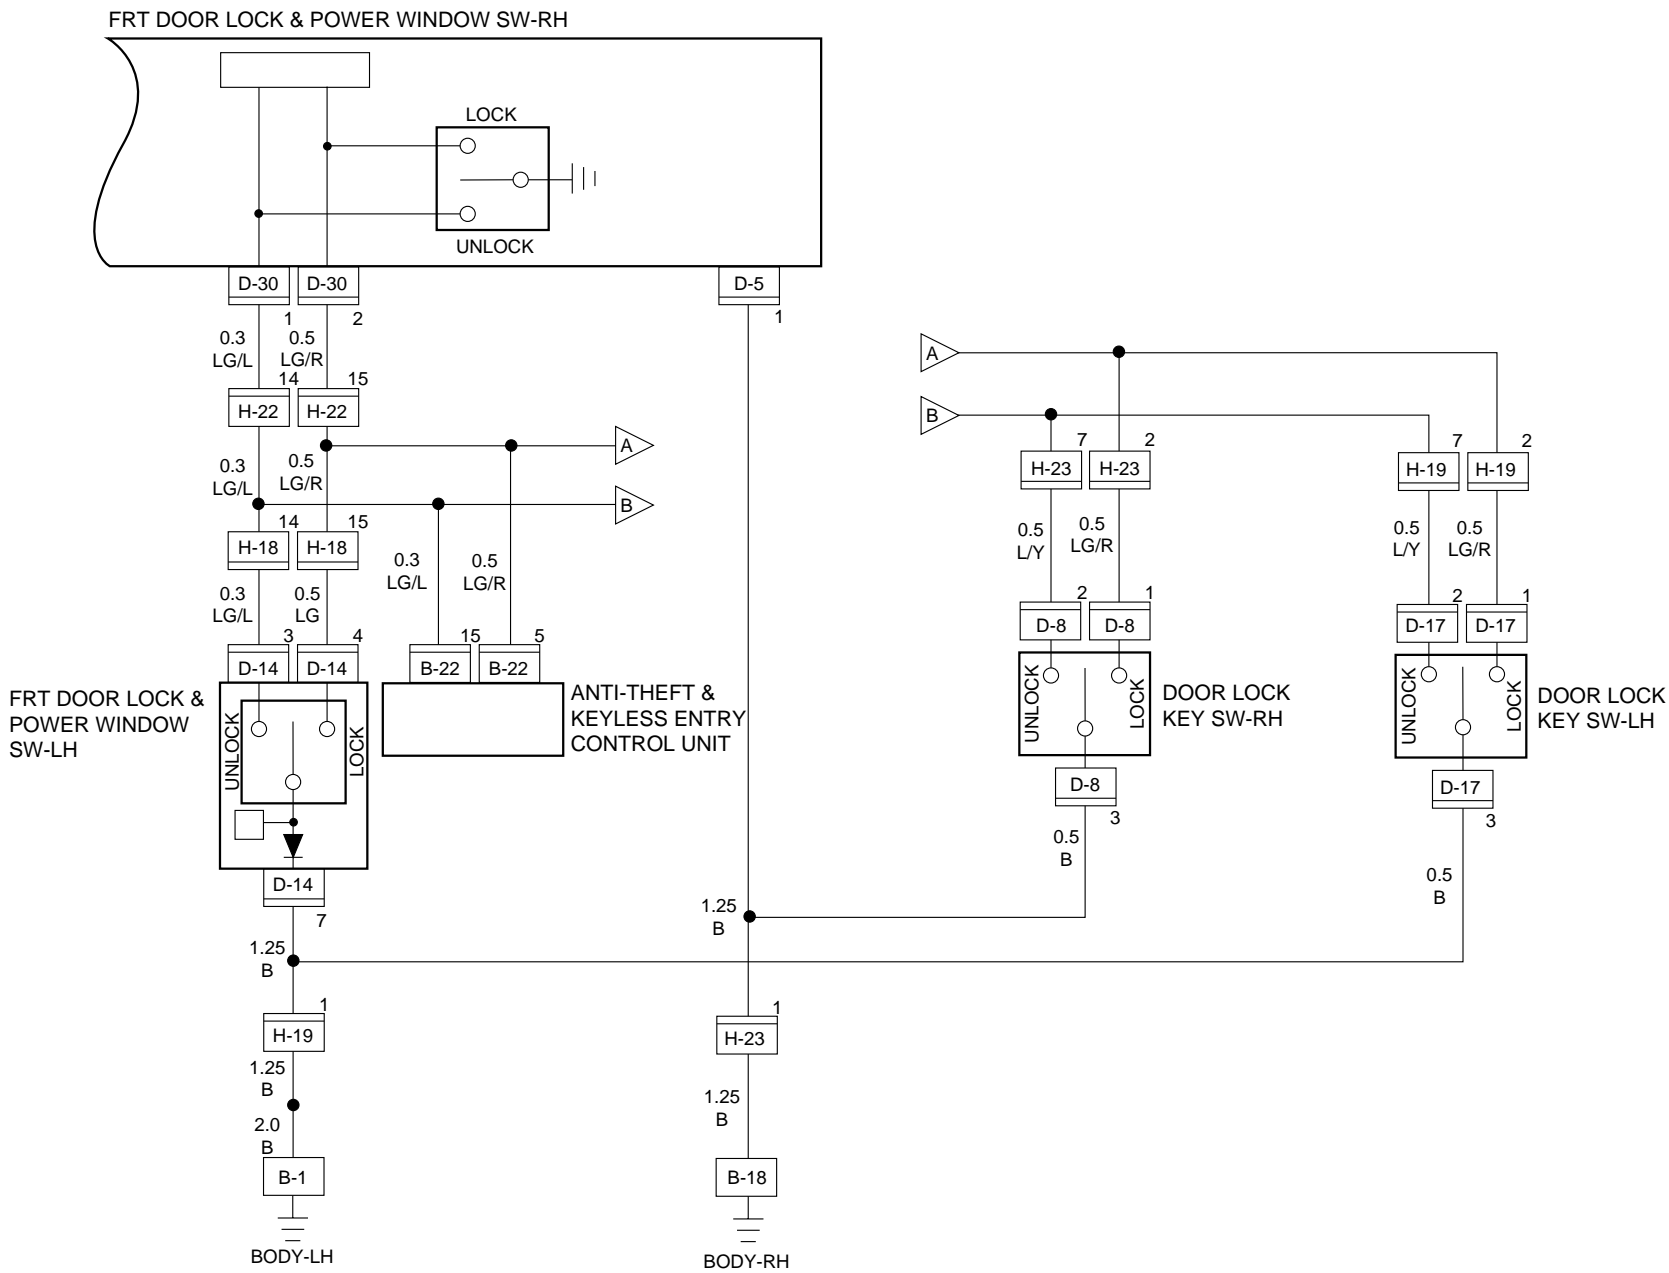 FRT DOOR LOCK & POWER WINDOW SW-RH
LOCK
UNLOCK
D-30
D-30
D-5
1
2
1
0.3
LG/L
0.5
LG/R
14
15
H-22
H-22
A
B
A
B
0.3
LG/L
0.5
LG/R
7
2
H-23
H-23
7
2
H-19
H-19
14
15
H-18
H-18
0.3
LG/L
0.5
LG/R
0.5
L/Y
0.5
LG/R
0.5
L/Y
0.5
LG/R
0.3
LG/L
0.5
LG
2
1
D-8
D-8
2
1
D-17
D-17
3
4
D-14
D-14
15
5
B-22
B-22
FRT DOOR LOCK &
POWER WINDOW
SW-LH
UNLOCK
LOCK
ANTI-THEFT &
KEYLESS ENTRY
CONTROL UNIT
UNLOCK
LOCK
DOOR LOCK
KEY SW-RH
UNLOCK
LOCK
DOOR LOCK
KEY SW-LH
D-8
3
D-17
3
0.5
B
0.5
B
D-14
7
1.25
B
1.25
B
1
H-19
1
H-23
1.25
B
1.25
B
2.0
B
B-1
B-18
BODY-LH
BODY-RH